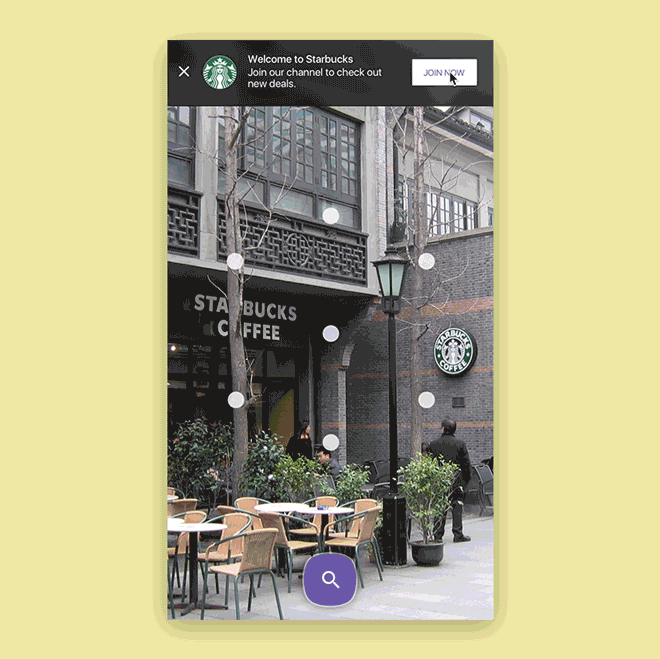 Welcome to Starbucks
Join our channel to check out
new deals.
JOIN NOW
STARBUCKS
COFFEE
STARBUCKS
COFFEE